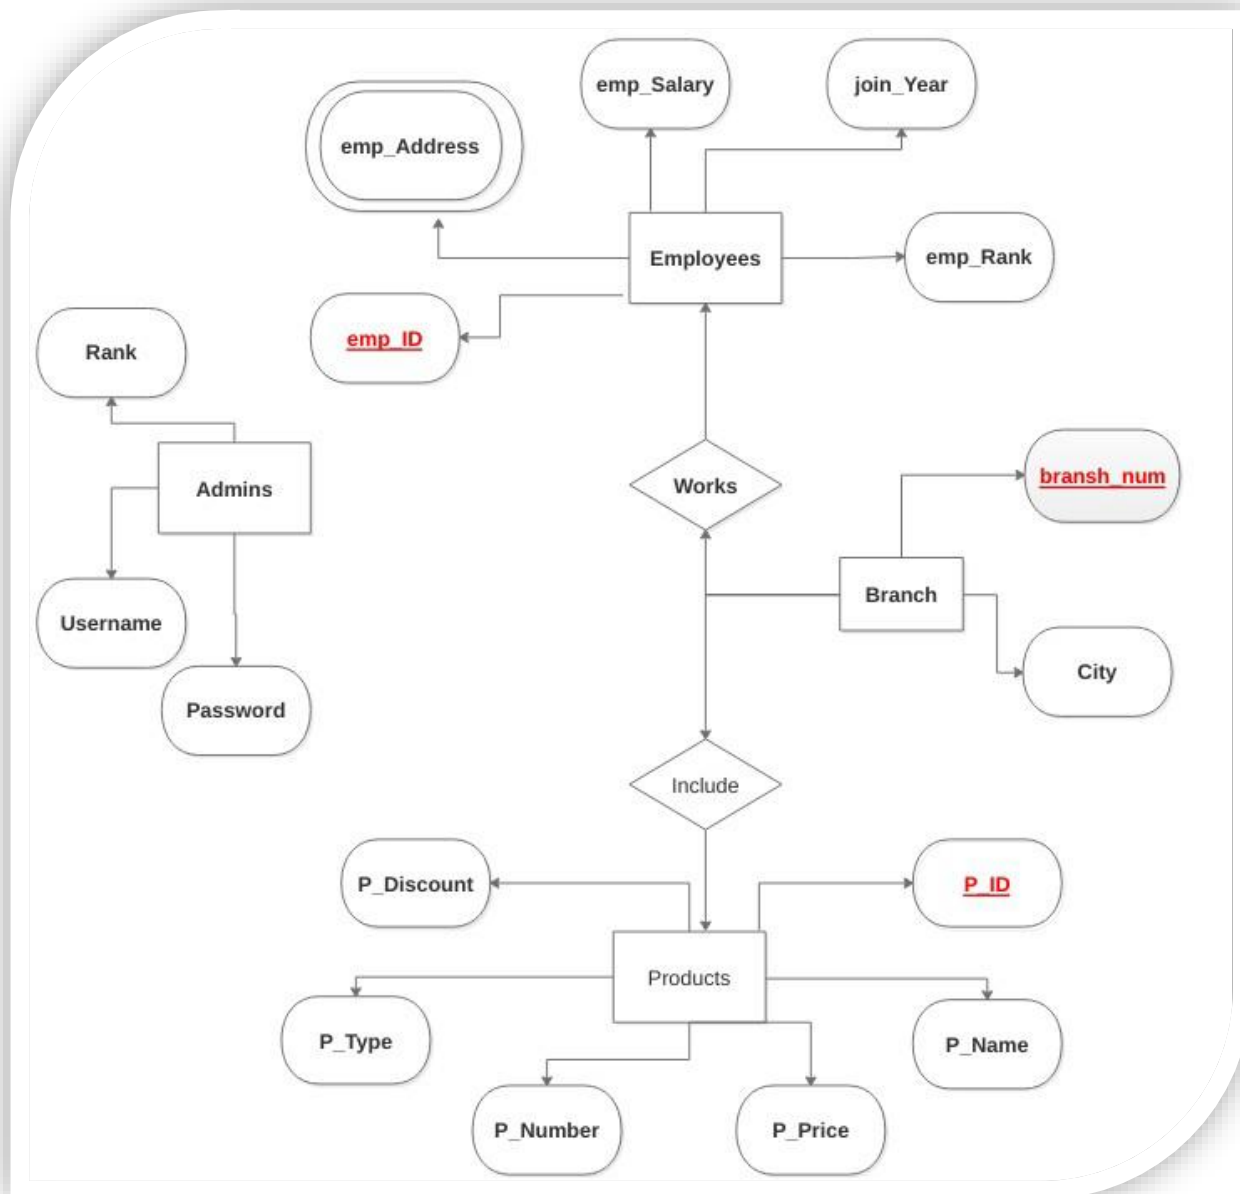 emp_Salary
join_Year
emp_Address
Employees
emp_Rank
emp_ID
Rank
Admins
Works
bransh_num
Branch
Username
City
Password
Include
P_Discount
P_ID
Products
P_Type
P_Name
P_Number
P_Price